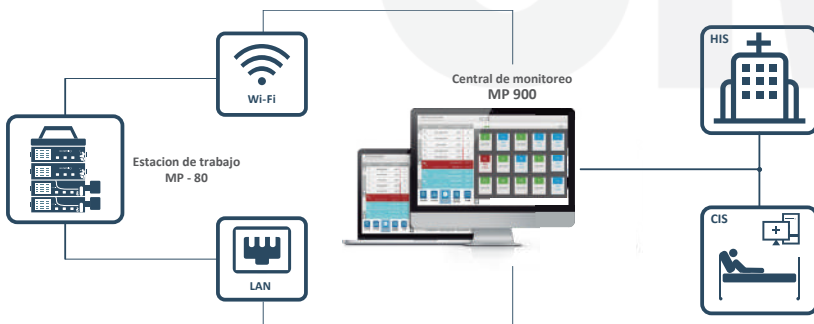 HIS
Wi-Fi
Central de monitoreo
MP 900
Estacion de trabajo
MP - 80
LAN
CIS